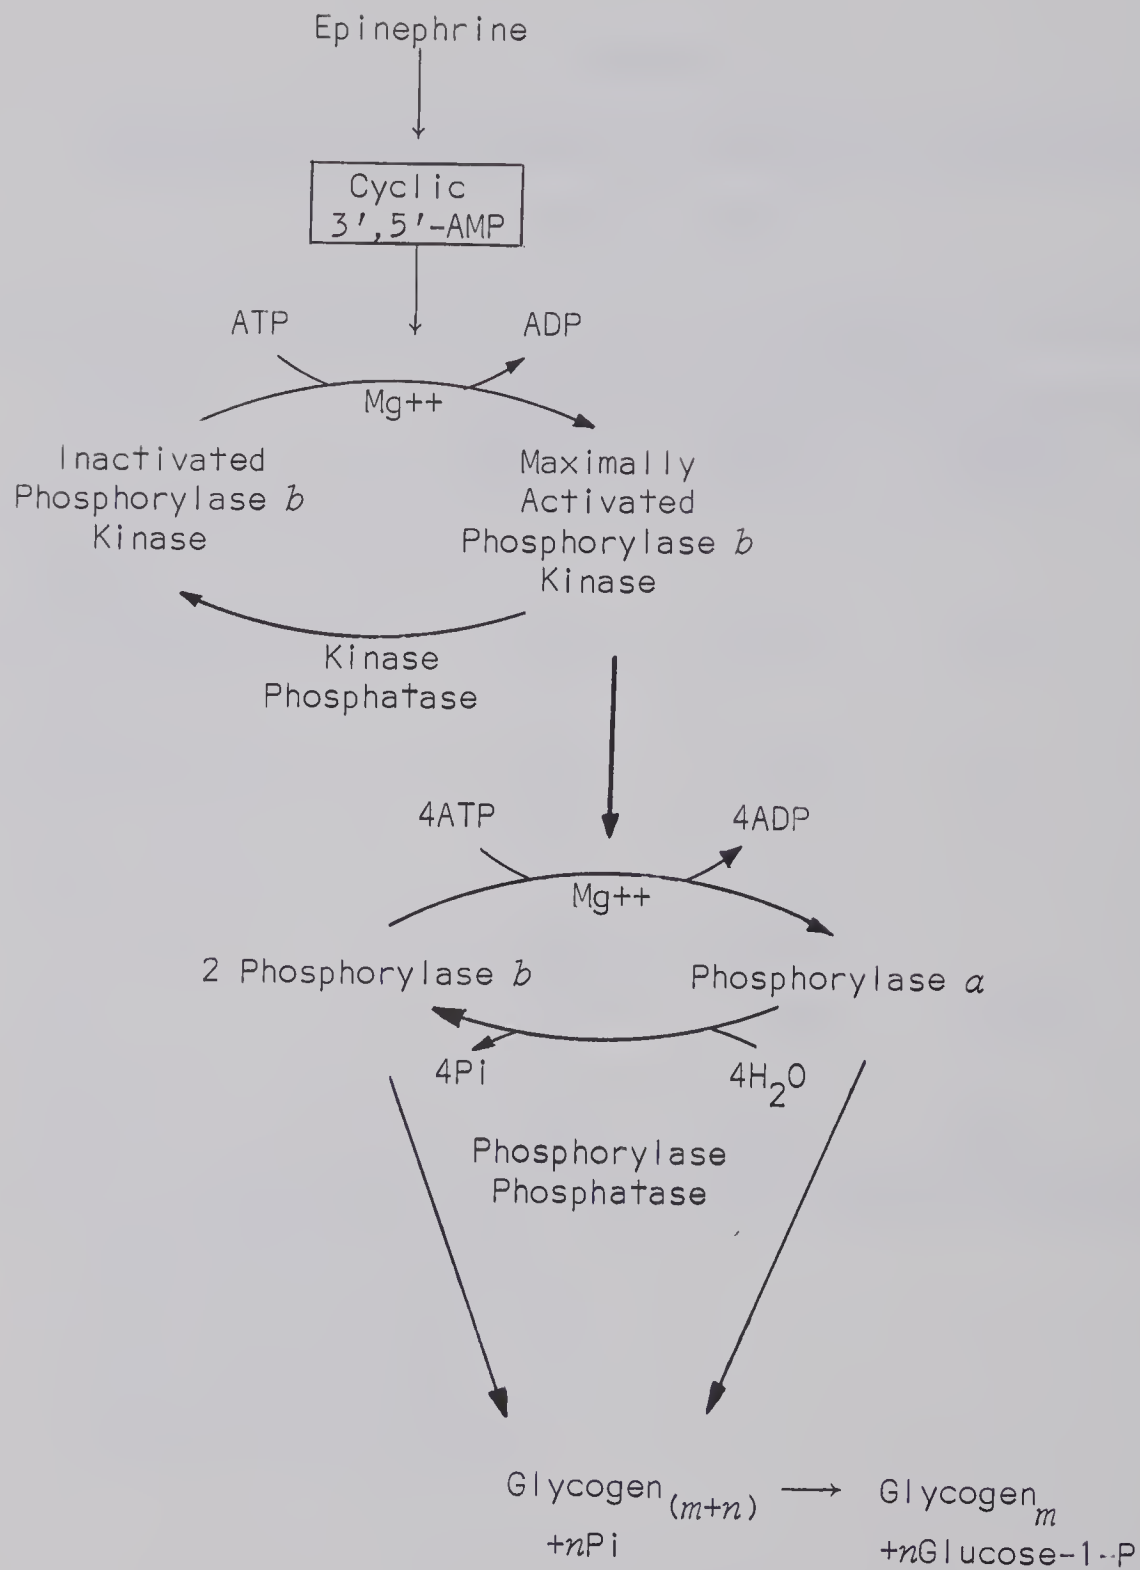 Epinephrine
Cyclic
3',5'-AMP
ATP
ADP
Mg++
Inactivated
Phosphorylase b
Kinase
Maximally
Activated
Phosphorylase b
Kinase
Kinase
Phosphatase
4ATP
4ADP
Mg++
2 Phosphorylase b
Phosphorylase a
4Pi
4H2O
Phosphorylase
Phosphatase
Glycogen(m+n) → Glycogenm
+nPi
+nGlucose-1-P